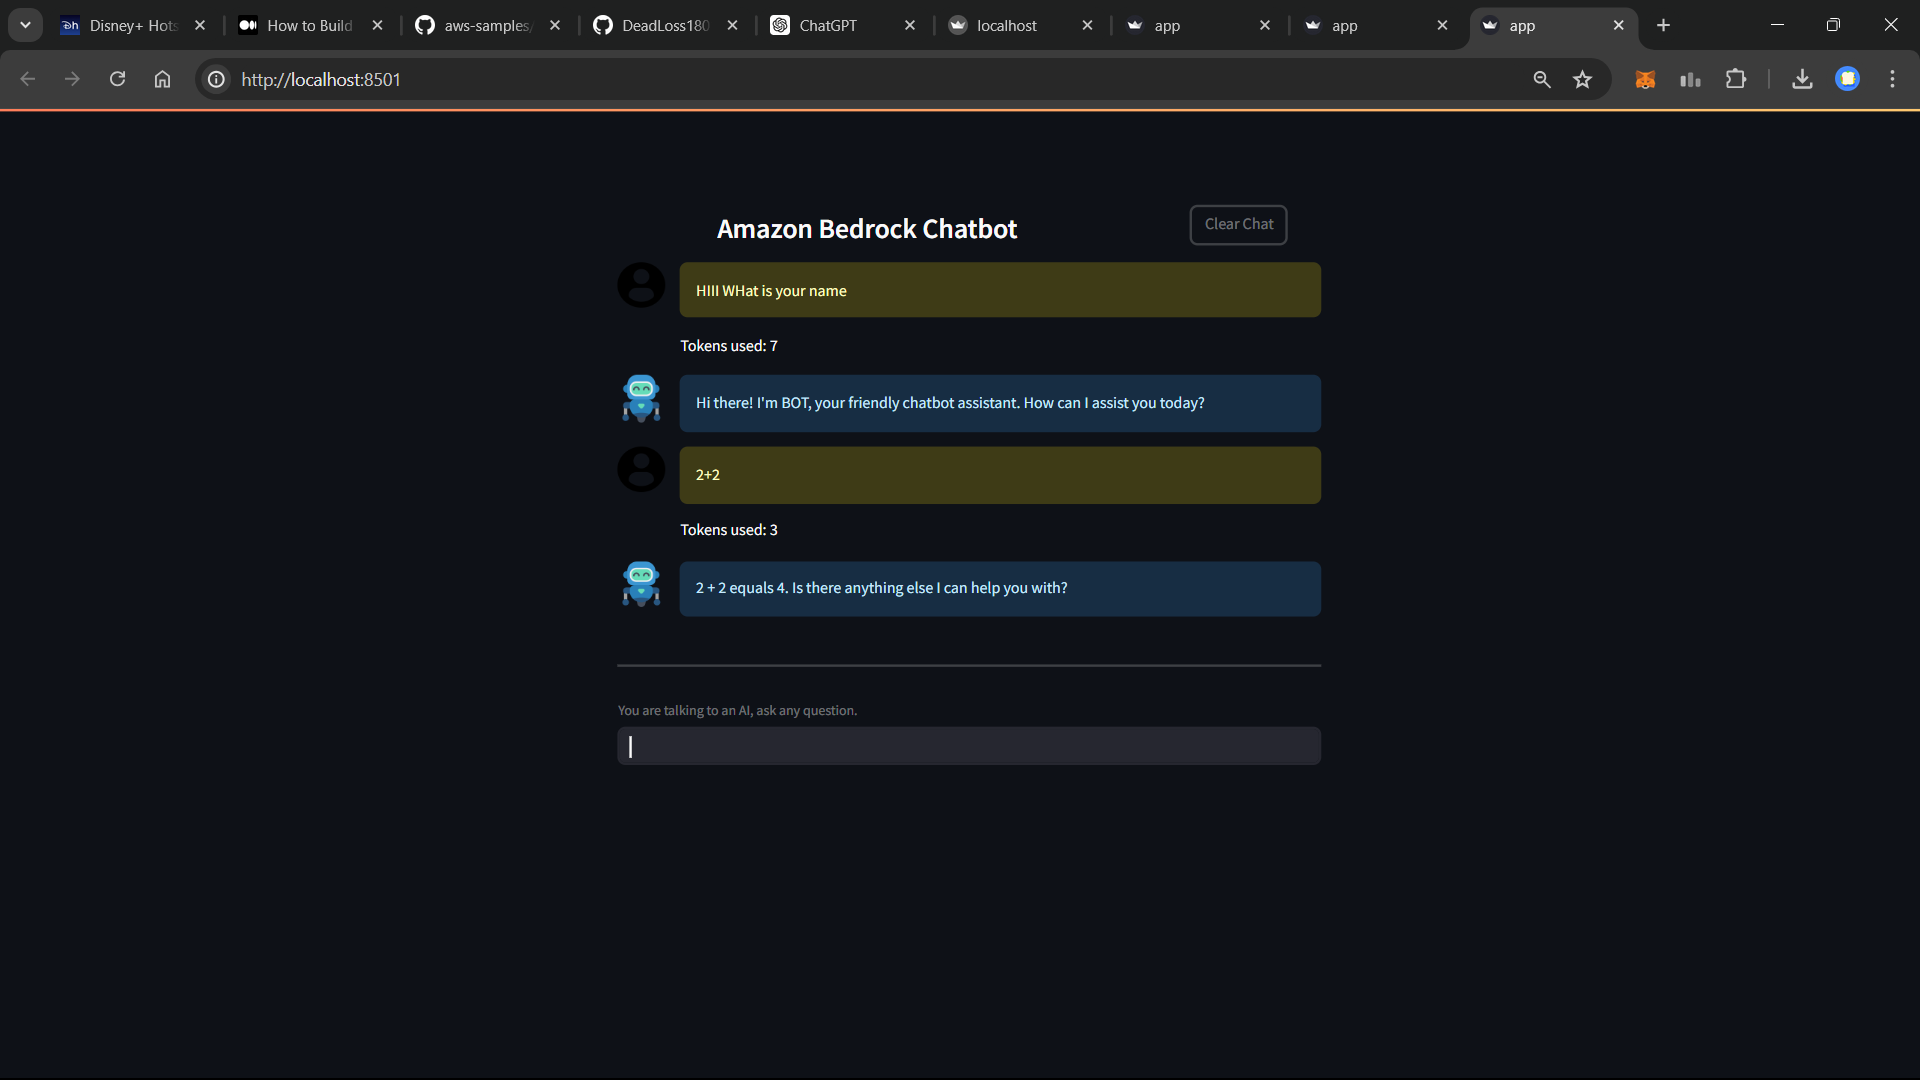 Disney+ Hots
How to Build
aws-samples/
DeadLoss180
ChatGPT
localhost
app
app
app
http://localhost:8501
Amazon Bedrock Chatbot
Clear Chat
HIII WHat is your name
Tokens used: 7
Hi there! I'm BOT, your friendly chatbot assistant. How can I assist you today?
2+2
Tokens used: 3
2 + 2 equals 4. Is there anything else I can help you with?
You are talking to an AI, ask any question.